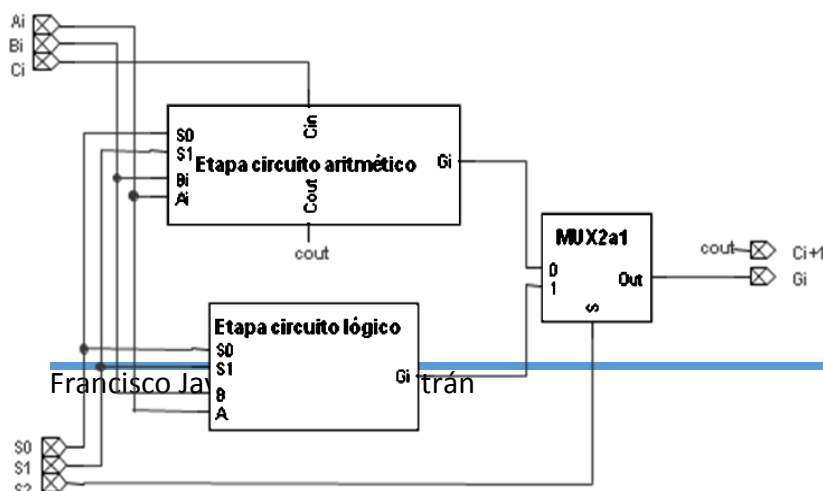 Ai
Bi
Ci
Cin
S0
S1
Etapa circuito aritmético
Gi
Bi
Ai
Cout
cout
MUX2a1
0
1
Out
S
cout
Ci+1
Gi
Etapa circuito lógico
S0
S1
Gi
B
A
Francisco Jav trán
S0
S1
S2